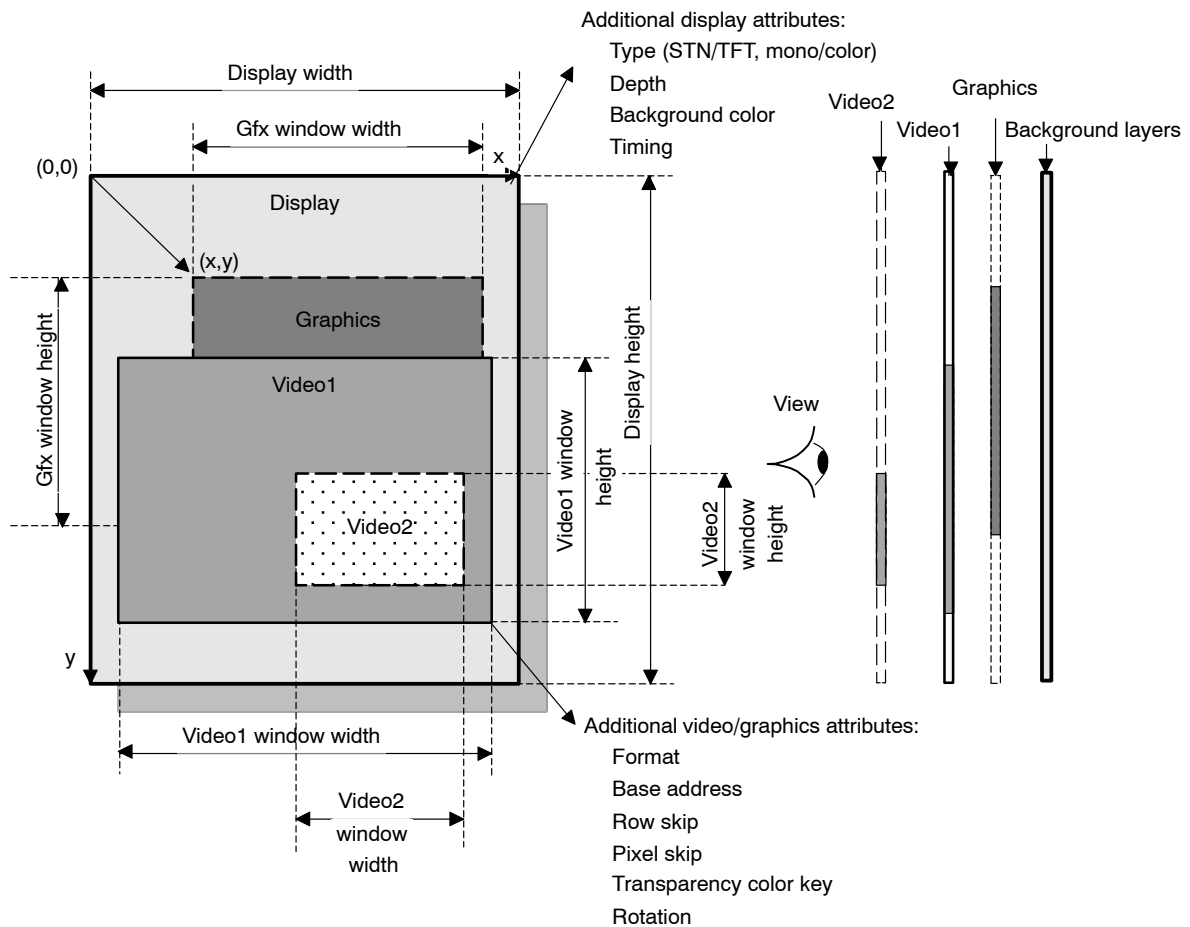 Additional display attributes:
Type (STN/TFT, mono/color)
Depth
Background color
Timing
Display width
Gfx window width
(0,0)
x
Display
(x,y)
Graphics
Video1
Video2
y
Gfx window height
Video1 window
height
Display height
Video2
window
height
View
Video2
Video1
Graphics
Background layers
Video1 window width
Video2
window
width
Additional video/graphics attributes:
Format
Base address
Row skip
Pixel skip
Transparency color key
Rotation